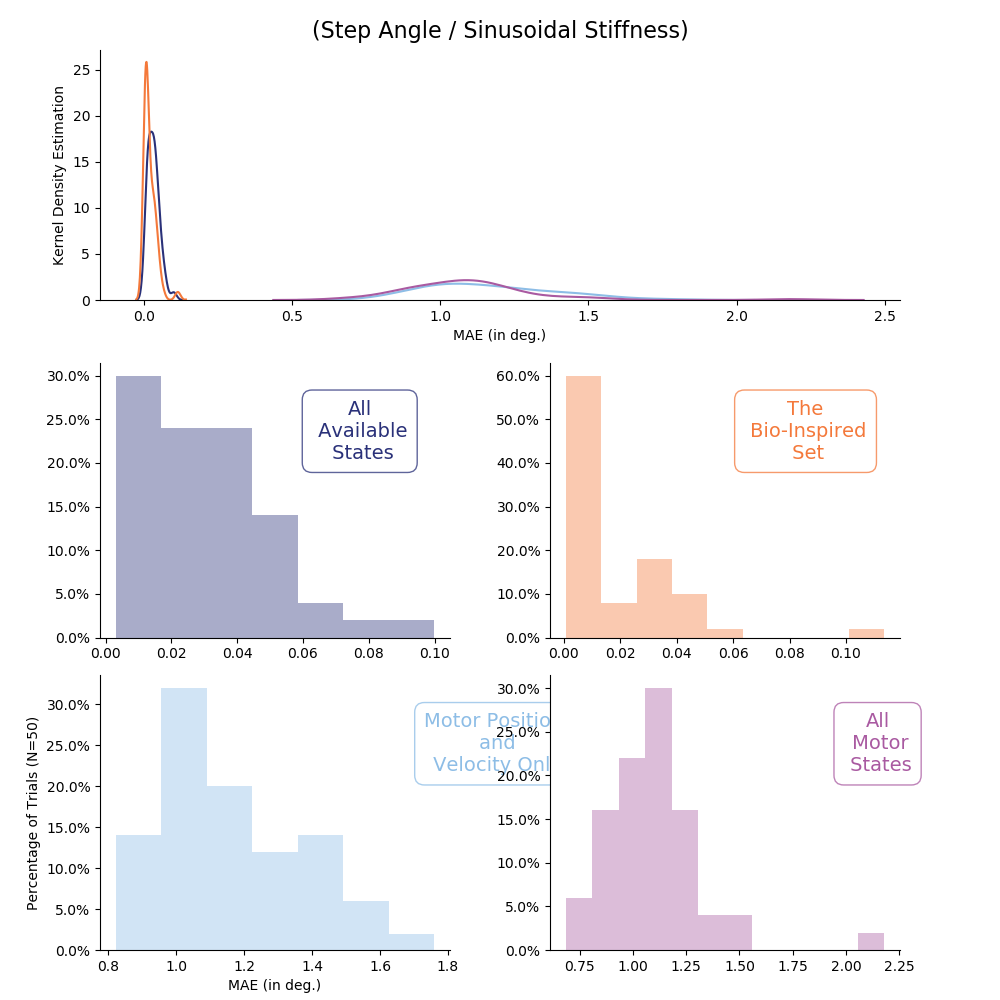 (Step Angle / Sinusoidal Stiffness)
Kernel Density Estimation
25
20
15
10
5
0
0.0 0.5 1.0 1.5 2.0 2.5
MAE (in deg.)
30.0%
25.0%
20.0%
15.0%
10.0%
5.0%
0.0%
0.00 0.02 0.04 0.06 0.08 0.10
All
Available
States
60.0%
50.0%
40.0%
30.0%
20.0%
10.0%
0.0%
0.00 0.02 0.04 0.06 0.08 0.10
The
Bio-Inspired
Set
Percentage of Trials (N=50)
30.0%
25.0%
20.0%
15.0%
10.0%
5.0%
0.0%
0.8 1.0 1.2 1.4 1.6 1.8
MAE (in deg.)
Motor Positio
and
Velocity Onl
30.0%
25.0%
20.0%
15.0%
10.0%
5.0%
0.0%
0.75 1.00 1.25 1.50 1.75 2.00 2.25
All
Motor
States